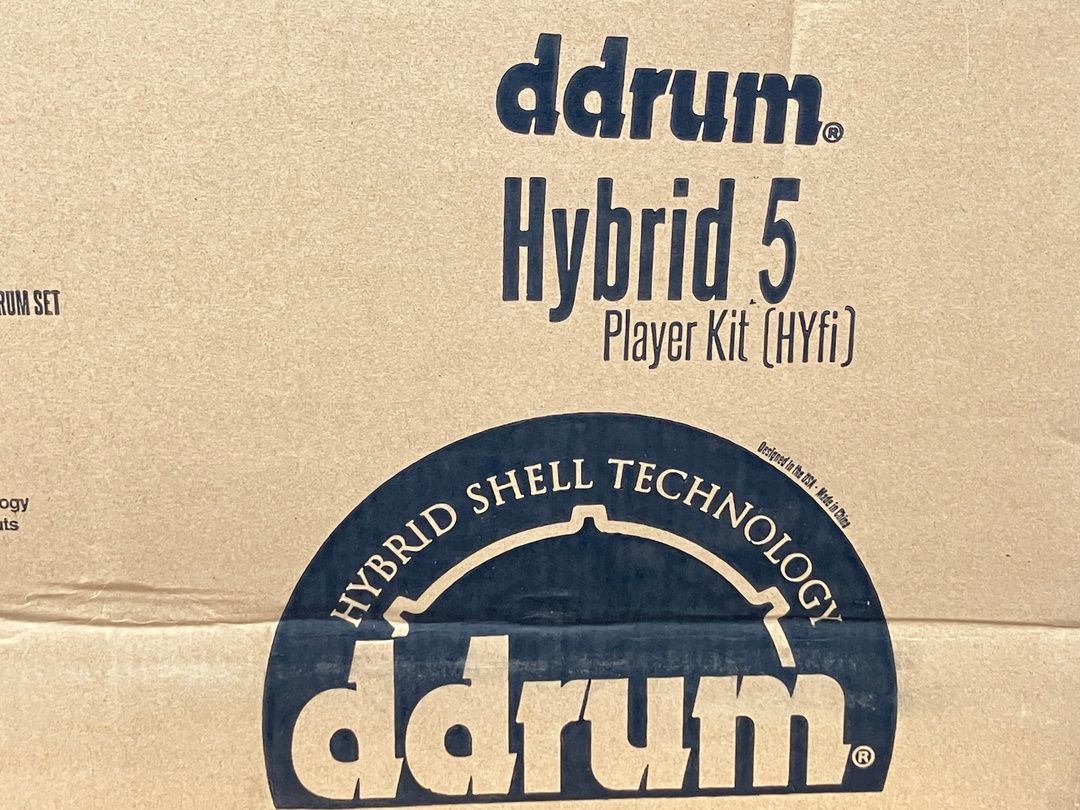 ddrum®
Hybrid 5
Player Kit (HYfi)
RUM SET
ogy
uts
Designed in the USA - Made in China
HYBRID SHELL TECHNOLOGY
ddrum®